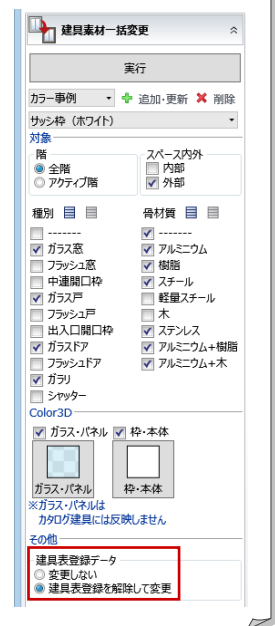 建具素材一括変更
実行
カラー事例 追加・更新 削除
サッシ枠（ホワイト）
対象
階
全階
アクティブ階
スペース内外
内部
外部
種別
-------
ガラス窓
フラッシュ窓
中連開口枠
ガラス戸
フラッシュ戸
出入口開口枠
ガラスドア
フラッシュドア
ガラリ
シャッター
骨材質
-------
アルミニウム
樹脂
スチール
軽量スチール
木
ステンレス
アルミニウム+樹脂
アルミニウム+木
Color3D
ガラス・パネル 枠・本体
ガラス・パネル 枠・本体
※ガラス・パネルは
カタログ建具には反映しません
その他
建具表登録データ
変更しない
建具表登録を解除して変更